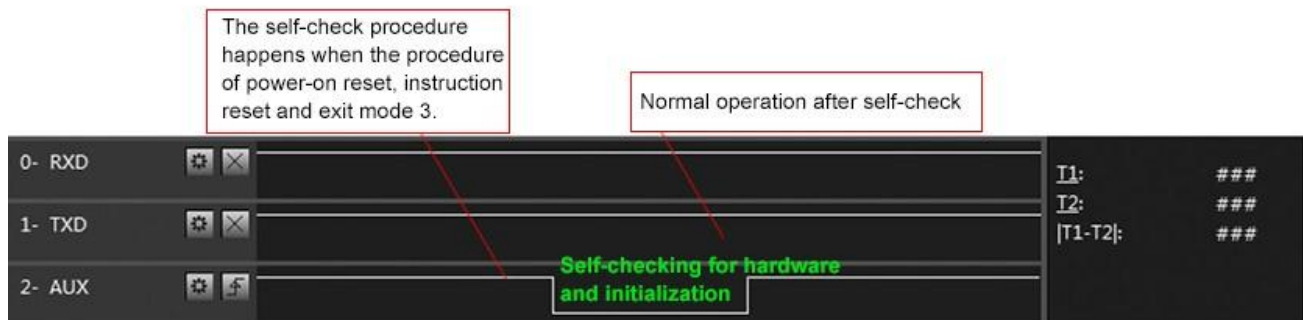 The self-check procedure
happens when the procedure
of power-on reset, instruction
reset and exit mode 3.
Normal operation after self-check
0- RXD
T1: ###
T2: ###
1- TXD
|T1-T2|: ###
Self-checking for hardware
and initialization
2- AUX